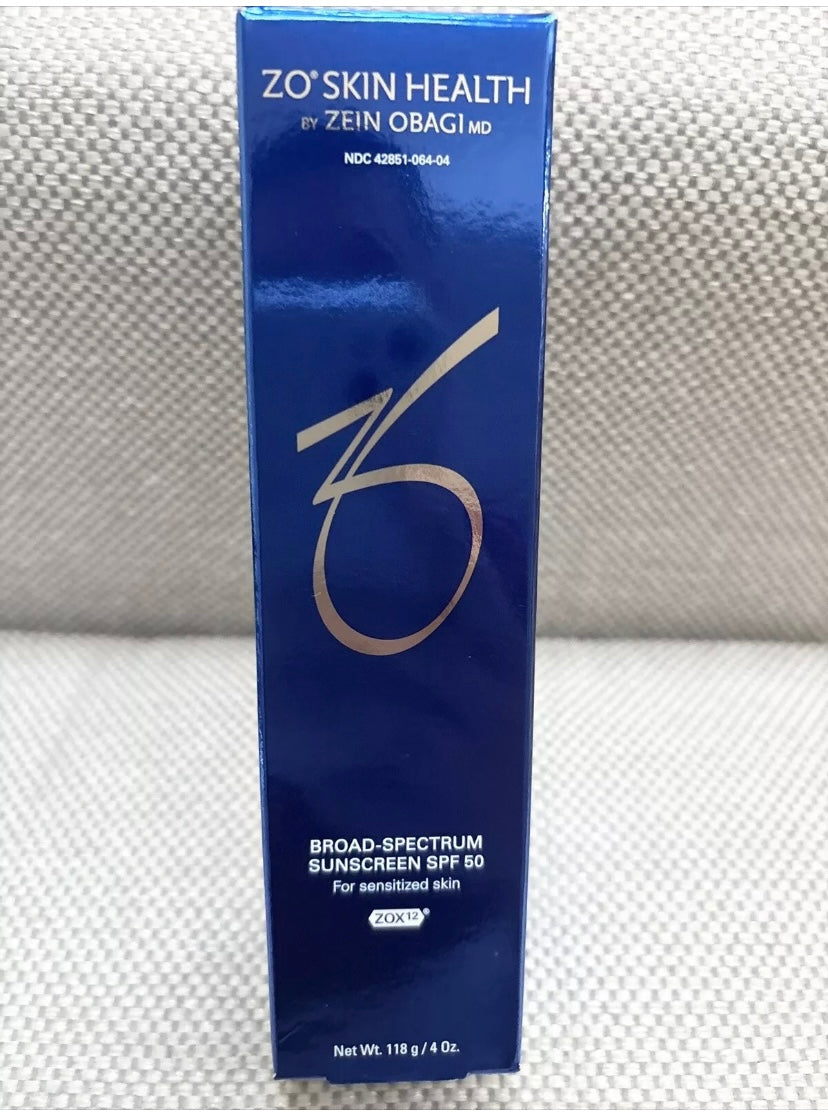 ZO® SKIN HEALTH
BY ZEIN OBAGI MD
NDC 42851-064-04
BROAD-SPECTRUM
SUNSCREEN SPF 50
For sensitized skin
ZOX12®
Net Wt. 118 g / 4 Oz.